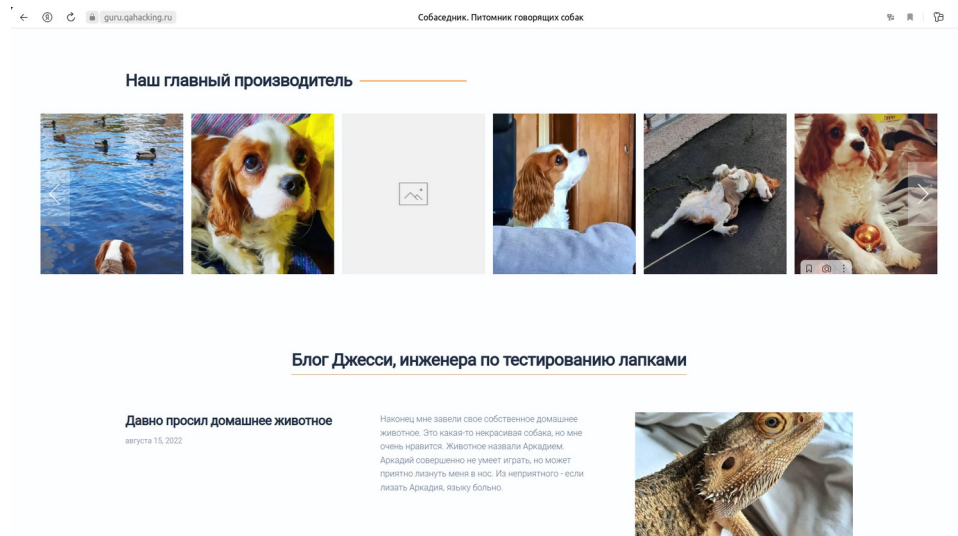 guru.qahacking.ru
Собаседник. Питомник говорящих собак
Наш главный производитель
Блог Джесси, инженера по тестированию лапками
Давно просил домашнее животное
августа 15, 2022
Наконец мне завели свое собственное домашнее
животное. Это какая-то некрасивая собака, но мне
очень нравится. Животное назвали Аркадием.
Аркадий совершенно не умеет играть, но может
приятно лизнуть меня в нос. Из неприятного - если
лизать Аркадия, языку больно.